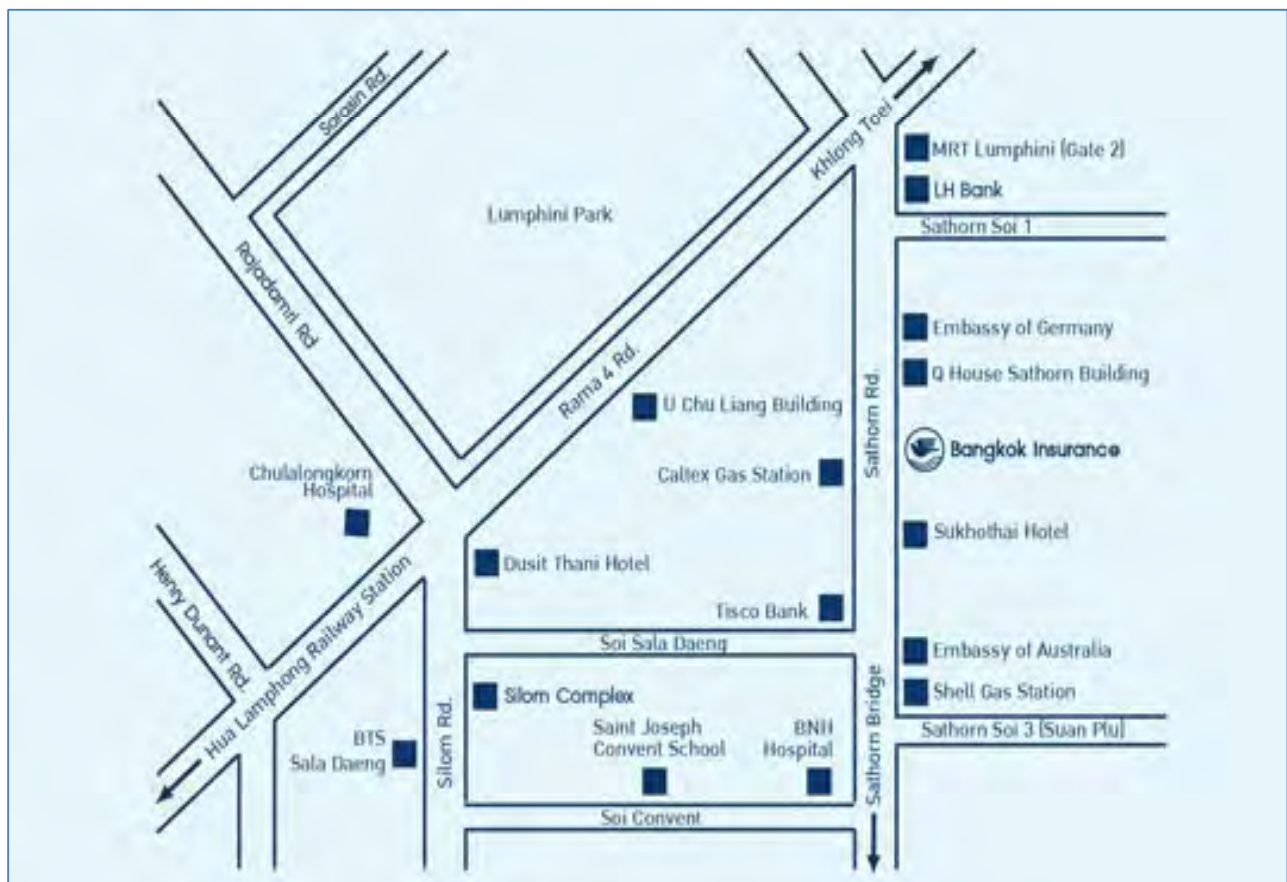 Sarasin Rd.
Khlong Toei
MRT Lumphini (Gate 2)
LH Bank
Lumphini Park
Sathorn Soi 1
Rajadamri Rd
Embassy of Germany
Rama 4 Rd.
Q House Sathorn Building
Sathorn Rd.
U Chu Liang Building
Bangkok Insurance
Chulalongkorn
Hospital
Caltex Gas Station
Sukhothai Hotel
Dusit Thani Hotel
Henry Dunant Rd.
Hua Lamphong Railway Station
Tisco Bank
Soi Sala Daeng
Embassy of Australia
Silom Complex
Shell Gas Station
Silom Rd.
BTS
Sala Daeng
Saint Joseph
Convent School
BNH
Hospital
Sathorn Bridge
Sathorn Soi 3 (Suan Plu)
Soi Convent